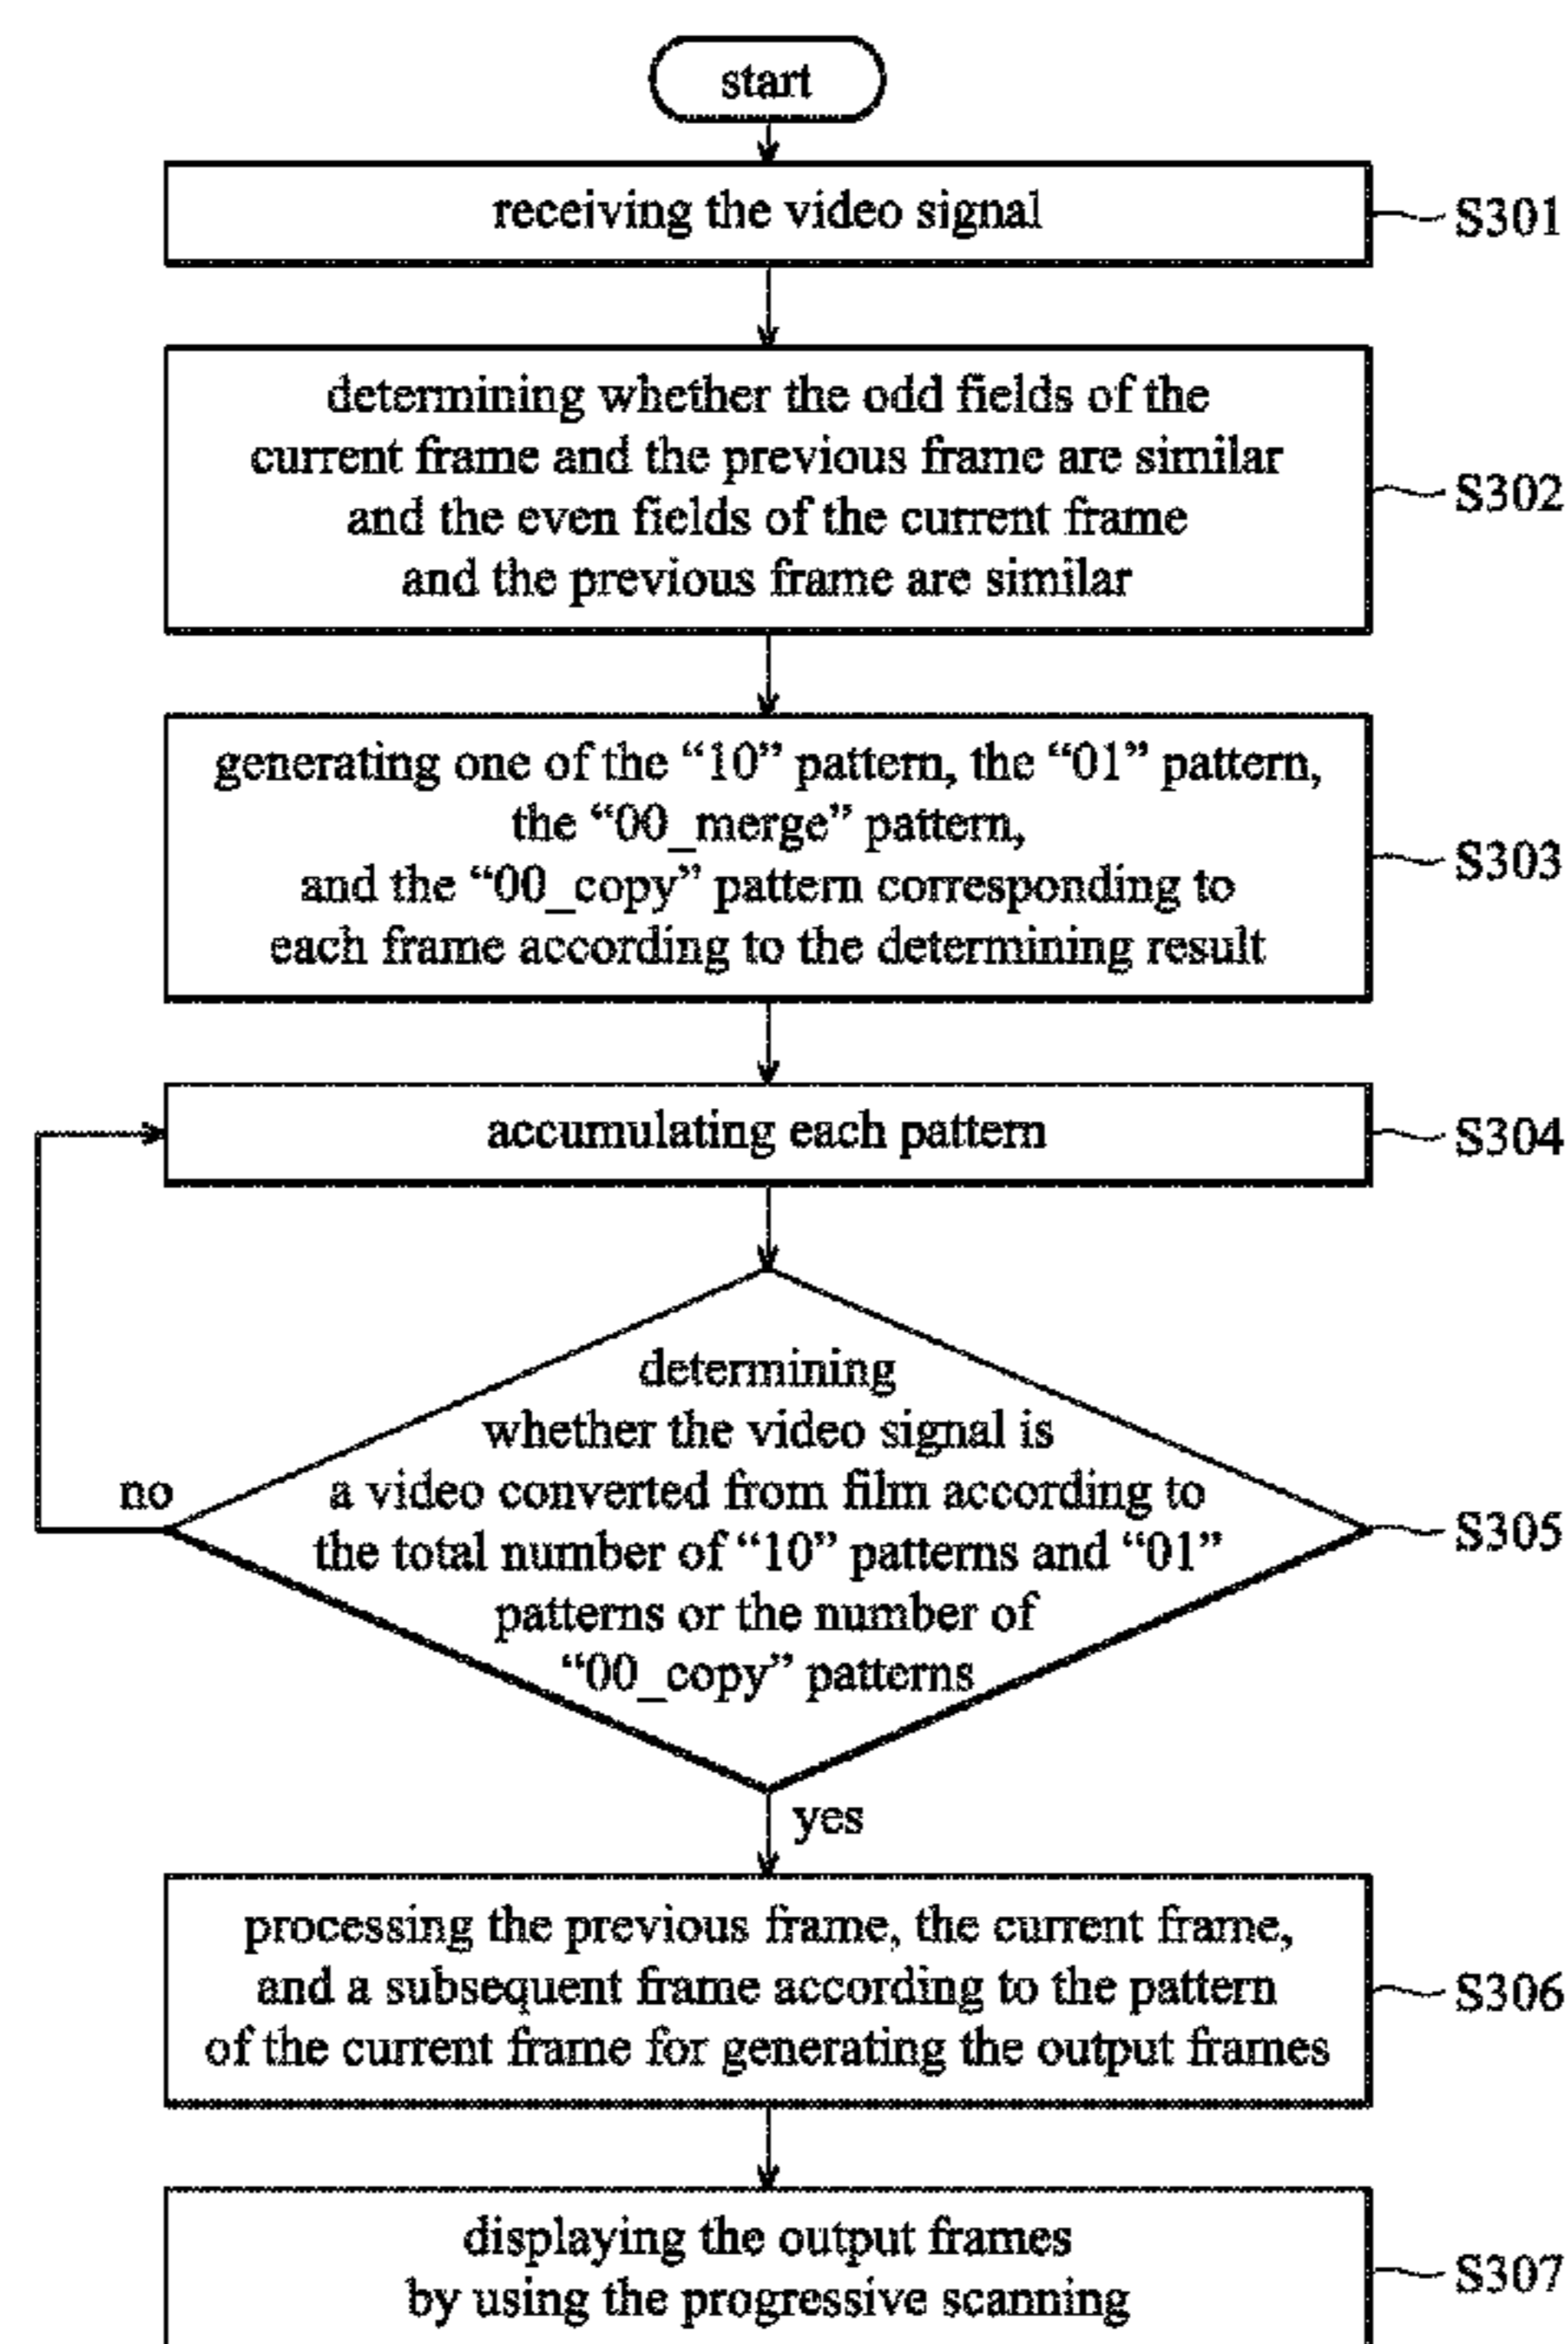 start
receiving the video signal
S301
determining whether the odd fields of the
current frame and the previous frame are similar
and the even fields of the current frame
and the previous frame are similar
S302
generating one of the “10” pattern, the “01” pattern,
the “00_merge” pattern,
and the “00_copy” pattern corresponding to
each frame according to the determining result
S303
accumulating each pattern
S304
determining
whether the video signal is
a video converted from film according to
the total number of “10” patterns and “01”
patterns or the number of
“00_copy” patterns
no
S305
yes
processing the previous frame, the current frame,
and a subsequent frame according to the pattern
of the current frame for generating the output frames
S306
displaying the output frames
by using the progressive scanning
S307